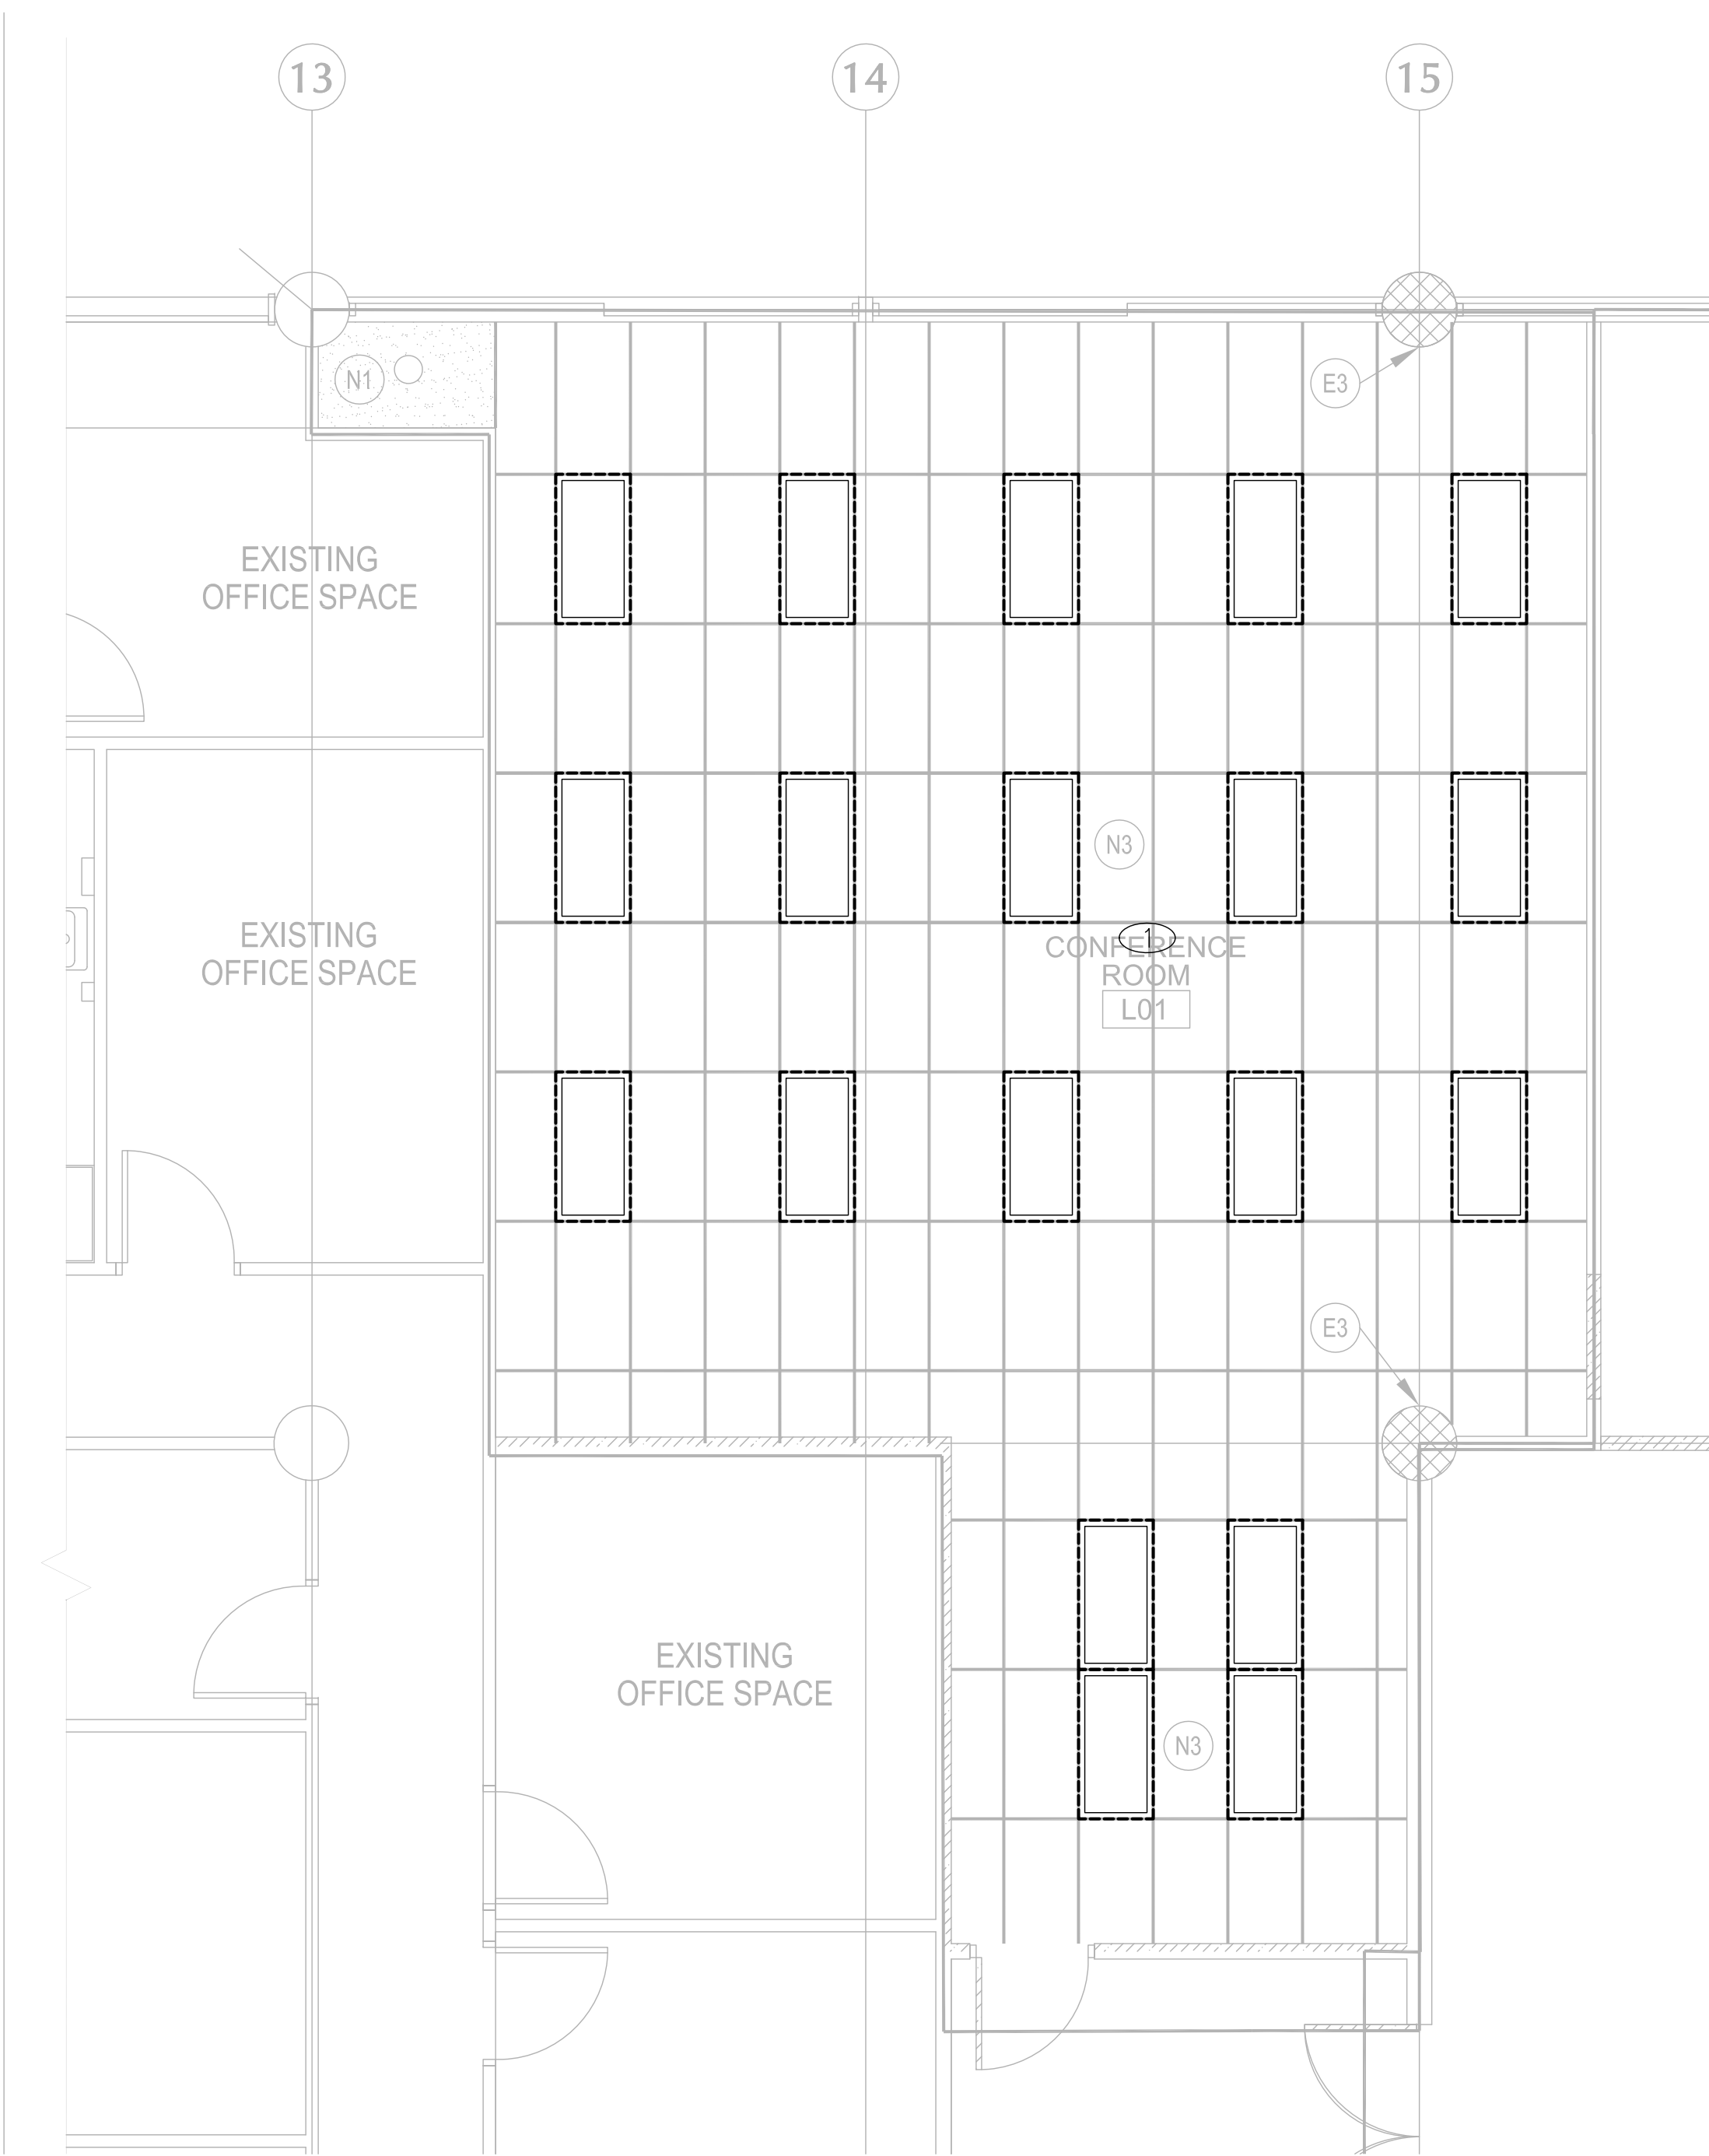 13
14
15
N1
E3
EXISTING
OFFICE SPACE
N3
EXISTING
OFFICE SPACE
1
CONFERENCE
ROOM
L01
E3
EXISTING
OFFICE SPACE
N3